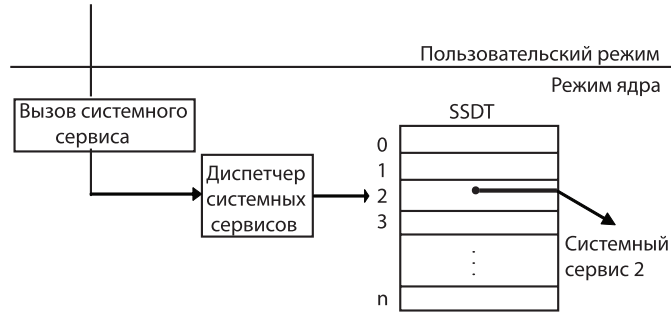 Пользовательский режим
Режим ядра
Вызов системного
сервиса
SSDT
0
1
Диспетчер
системных
сервисов
2
3
Системный
сервис 2
n